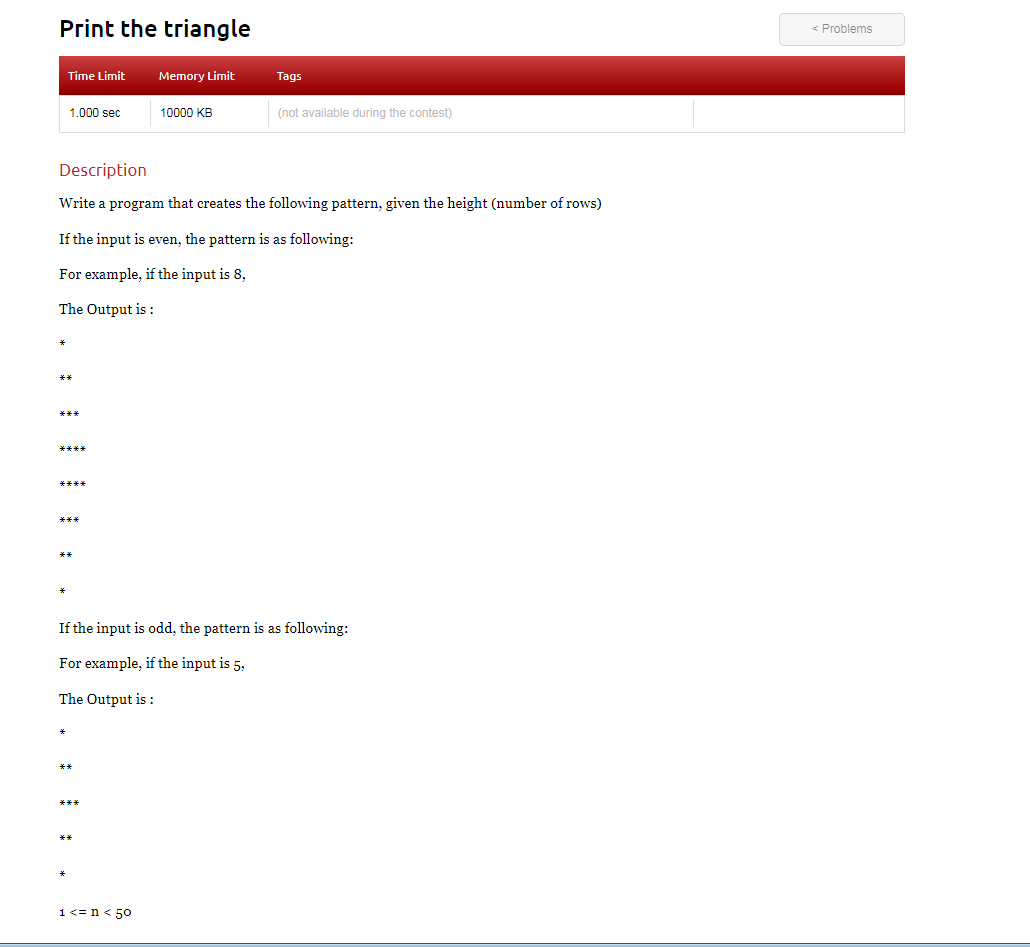 Print the triangle
< Problems
Time Limit Memory Limit Tags
1.000 sec 10000 KB (not available during the contest)
Description
Write a program that creates the following pattern, given the height (number of rows)
If the input is even, the pattern is as following:
For example, if the input is 8,
The Output is :
*
**
***
****
****
***
**
*
If the input is odd, the pattern is as following:
For example, if the input is 5,
The Output is :
*
**
***
**
*
1 <= n < 50